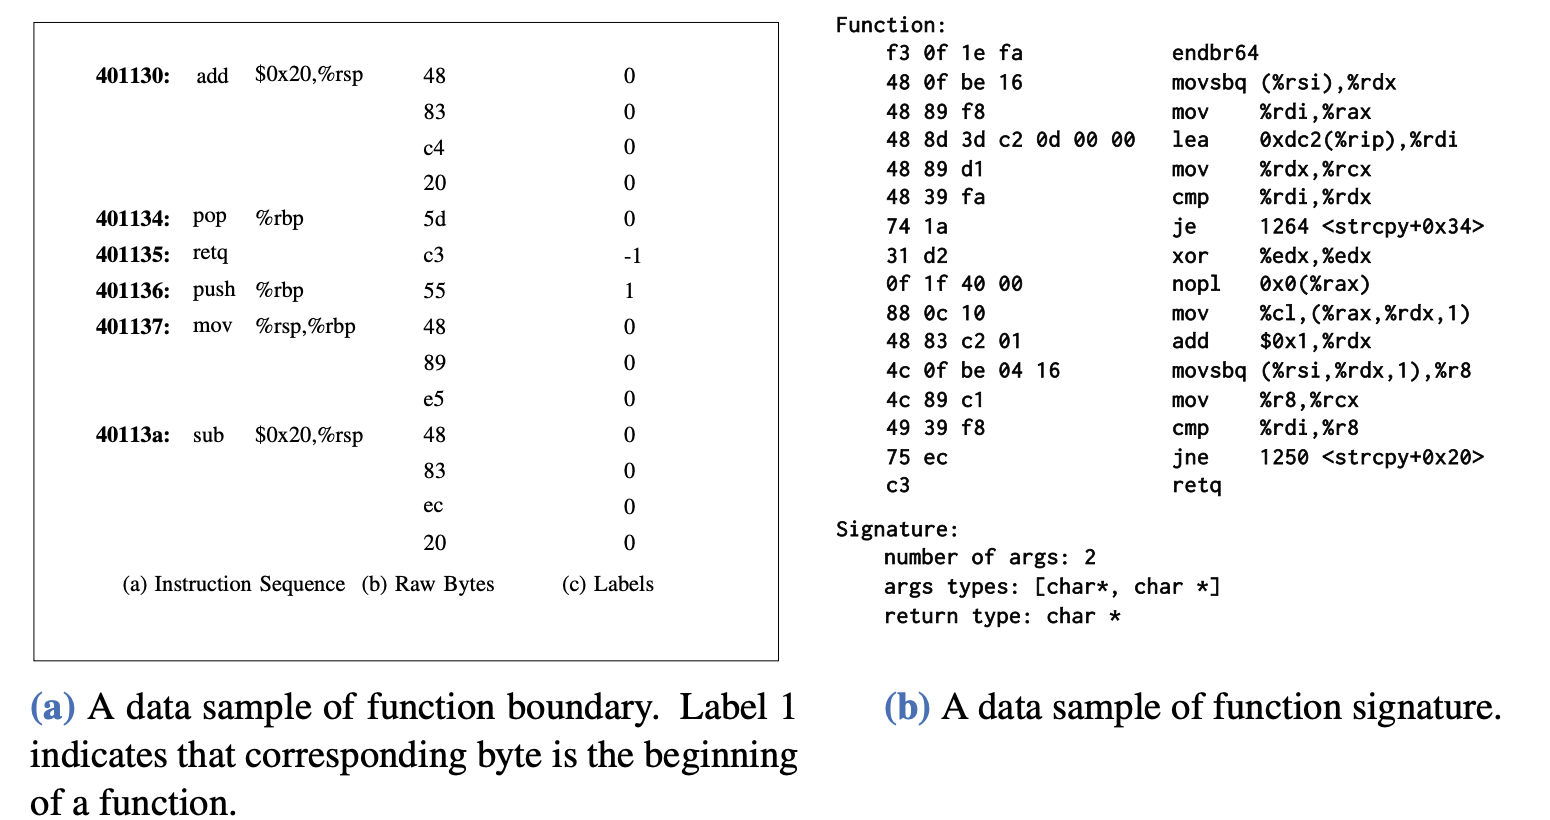 401130: add $0x20,%rsp 48 0
83 0
c4 0
20 0
401134: pop %rbp 5d 0
401135: retq c3 -1
401136: push %rbp 55 1
401137: mov %rsp,%rbp 48 0
89 0
e5 0
40113a: sub $0x20,%rsp 48 0
83 0
ec 0
20 0
(a) Instruction Sequence (b) Raw Bytes (c) Labels
(a) A data sample of function boundary. Label 1
indicates that corresponding byte is the beginning
of a function.
Function:
f3 0f 1e fa endbr64
48 0f be 16 movsbq (%rsi),%rdx
48 89 f8 mov %rdi,%rax
48 8d 3d c2 0d 00 00 lea 0xdc2(%rip),%rdi
48 89 d1 mov %rdx,%rcx
48 39 fa cmp %rdi,%rdx
74 1a je 1264 <strcpy+0x34>
31 d2 xor %edx,%edx
0f 1f 40 00 nopl 0x0(%rax)
88 0c 10 mov %cl,(%rax,%rdx,1)
48 83 c2 01 add $0x1,%rdx
4c 0f be 04 16 movsbq (%rsi,%rdx,1),%r8
4c 89 c1 mov %r8,%rcx
49 39 f8 cmp %rdi,%r8
75 ec jne 1250 <strcpy+0x20>
c3 retq
Signature:
number of args: 2
args types: [char*, char *]
return type: char *
(b) A data sample of function signature.